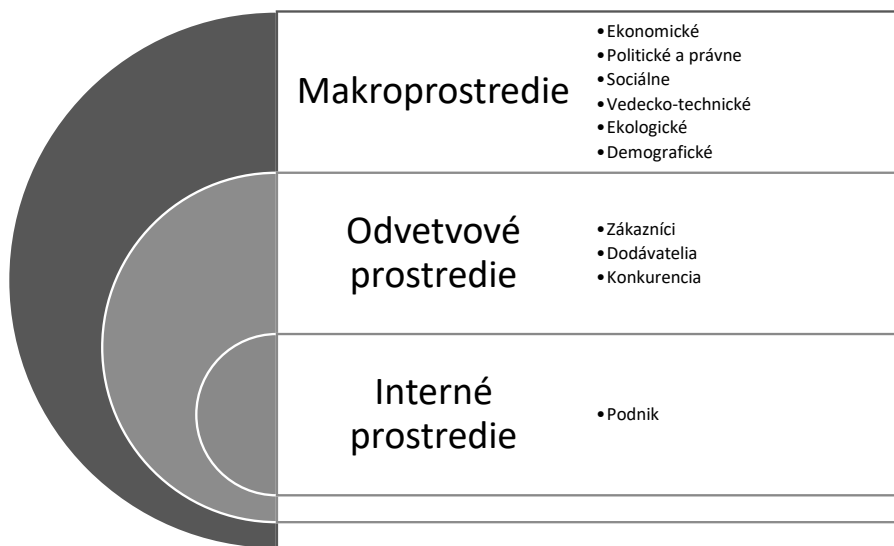 Makroprostredie
•Ekonomické
•Politické a právne
•Sociálne
•Vedecko-technické
•Ekologické
•Demografické
Odvetvové
prostredie
•Zákazníci
•Dodávatelia
•Konkurencia
Interné
prostredie
•Podnik